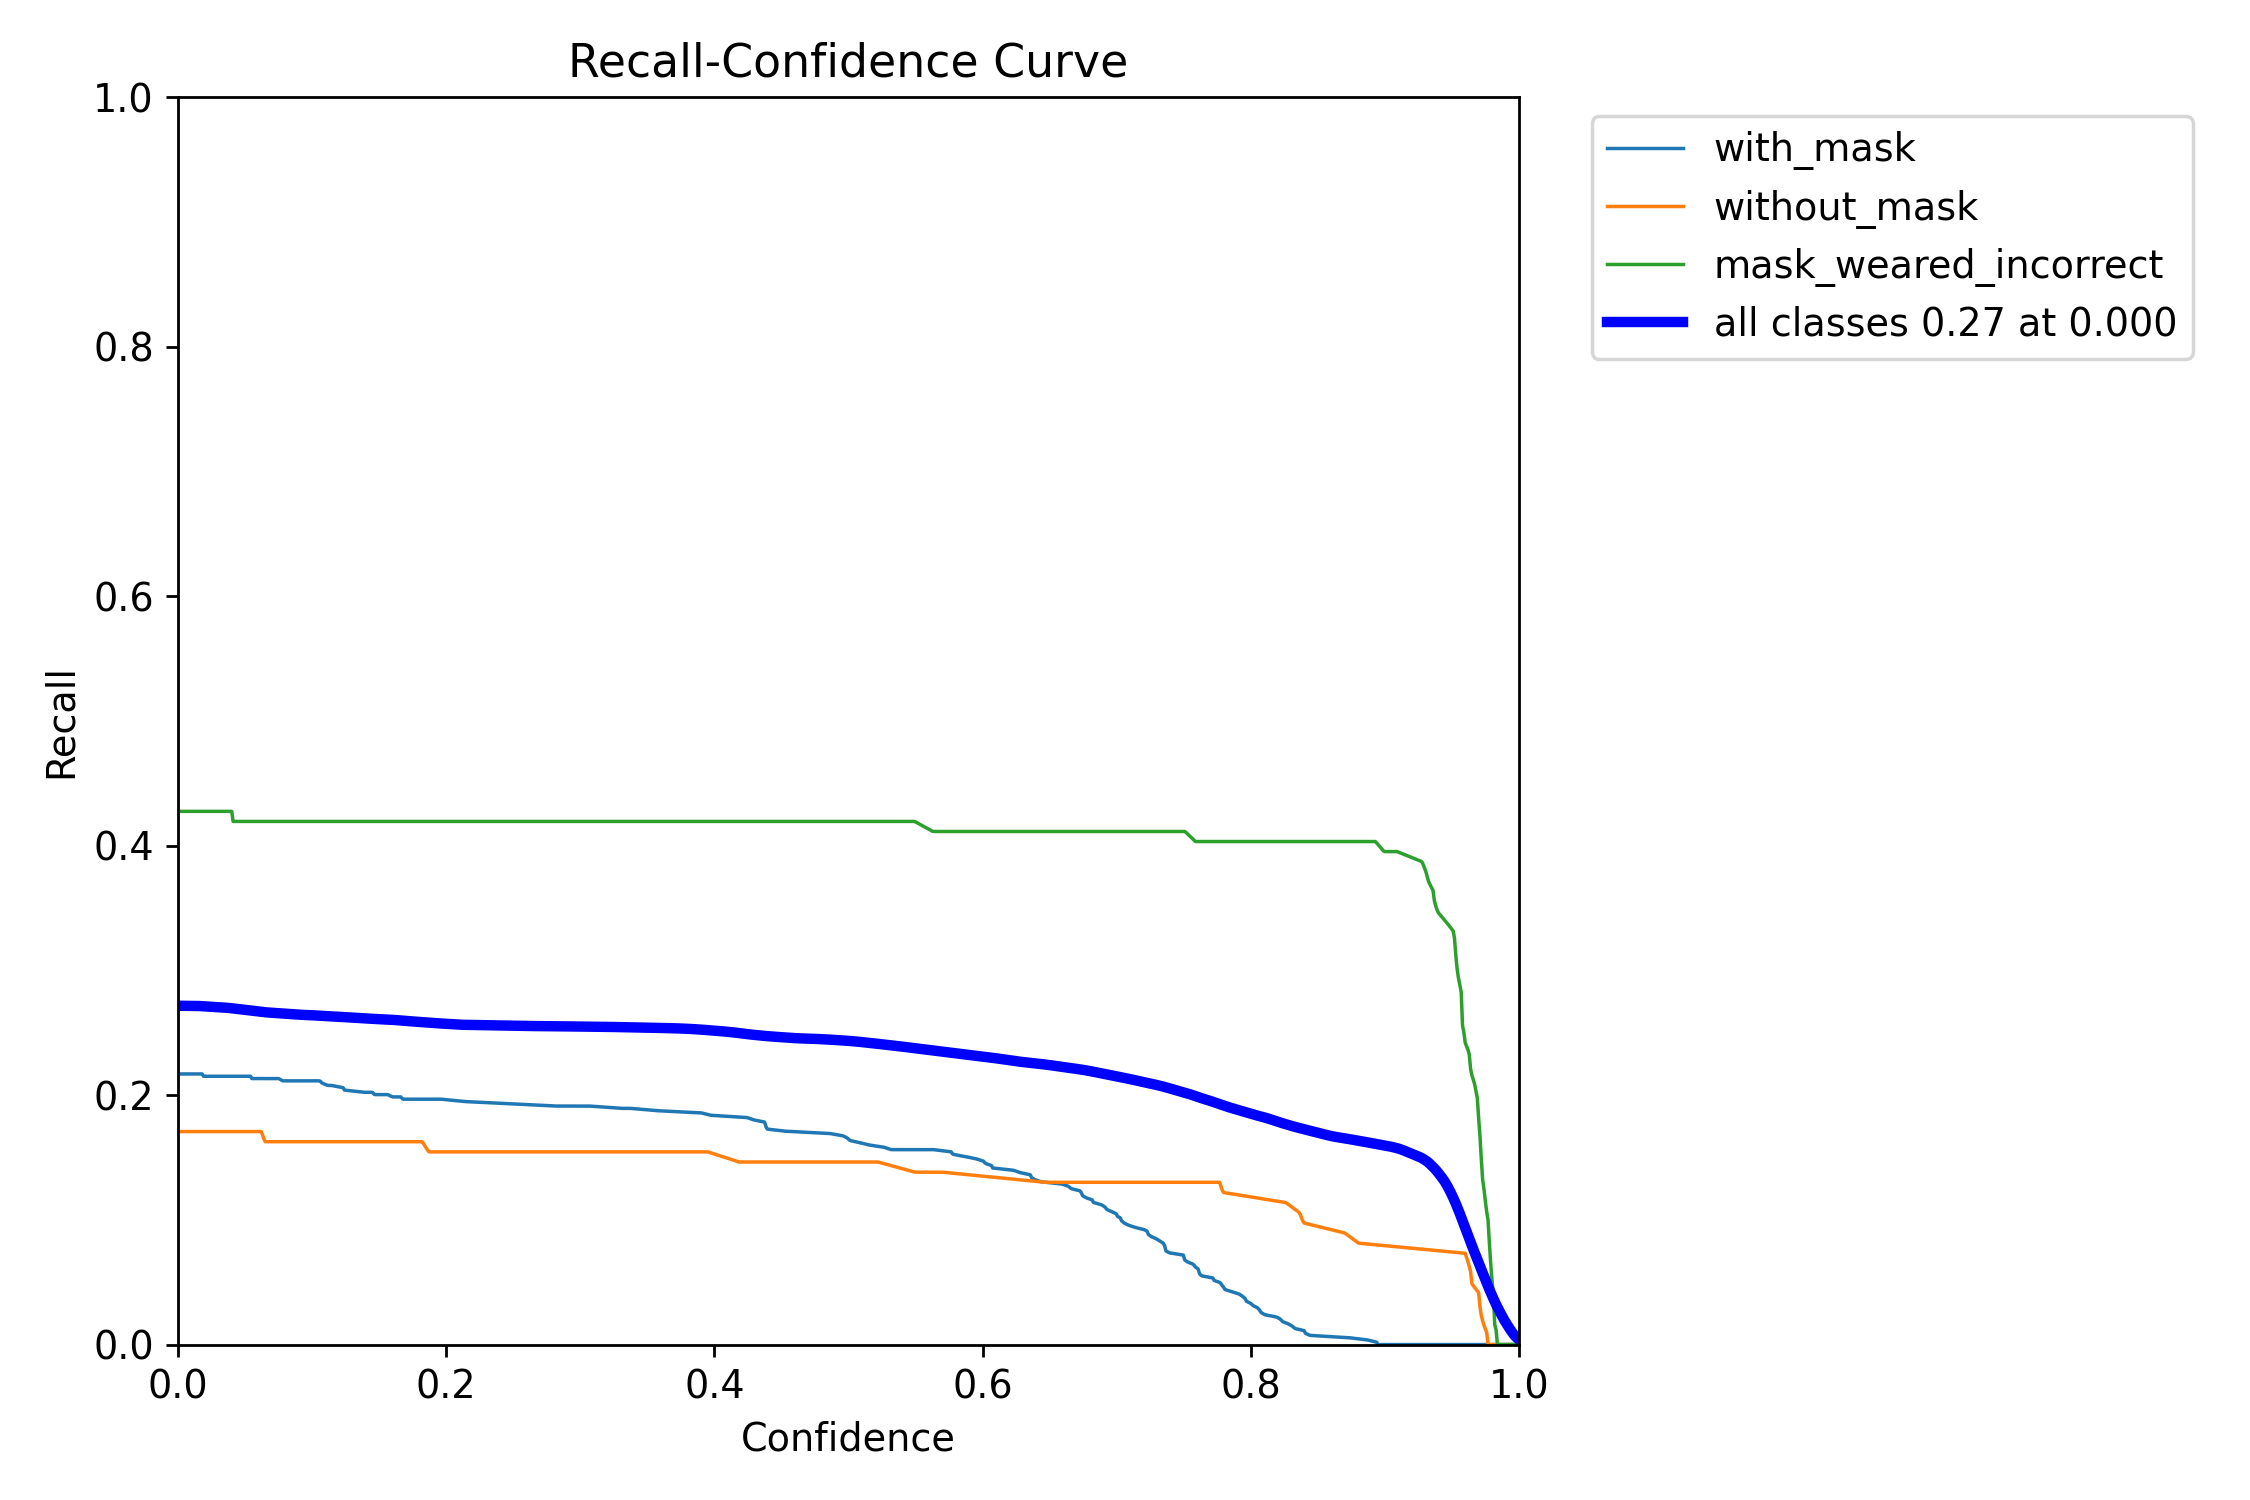 Recall-Confidence Curve
1.0
0.8
0.6
0.4
0.2
0.0
Recall
0.0 0.2 0.4 0.6 0.8 1.0
Confidence
with_mask
without_mask
mask_weared_incorrect
all classes 0.27 at 0.000